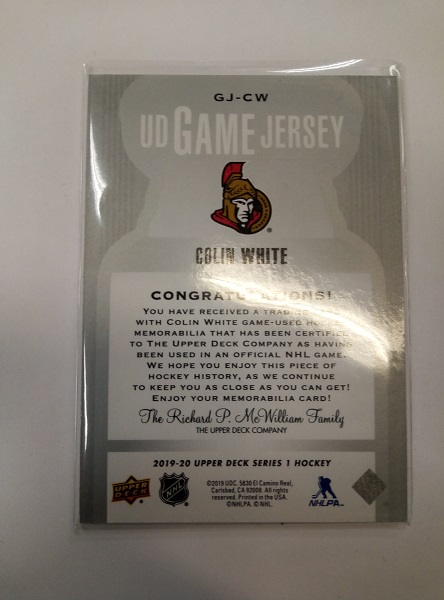 GJ-CW
UD GAME JERSEY
COLIN WHITE
CONGRATULATIONS!
YOU HAVE RECEIVED A TRADING
WITH COLIN WHITE GAME-USED
MEMORABILIA THAT HAS BEEN CERTIFIED
TO THE UPPER DECK COMPANY AS HAVING
BEEN USED IN AN OFFICIAL NHL GAME.
WE HOPE YOU ENJOY THIS PIECE OF
HOCKEY HISTORY, AS WE CONTINUE
TO KEEP YOU AS CLOSE AS YOU CAN GET!
ENJOY YOUR MEMORABILIA CARD!
The Richard P. McWilliam Family
THE UPPER DECK COMPANY
2019-20 UPPER DECK SERIES 1 HOCKEY
UPPER DECK
NHL
©2019 UDC. 5830 El Camino Real,
Carlsbad, CA 92008. All rights
reserved. Printed in the USA.
©NHLPA. © NHL.
NHLPA